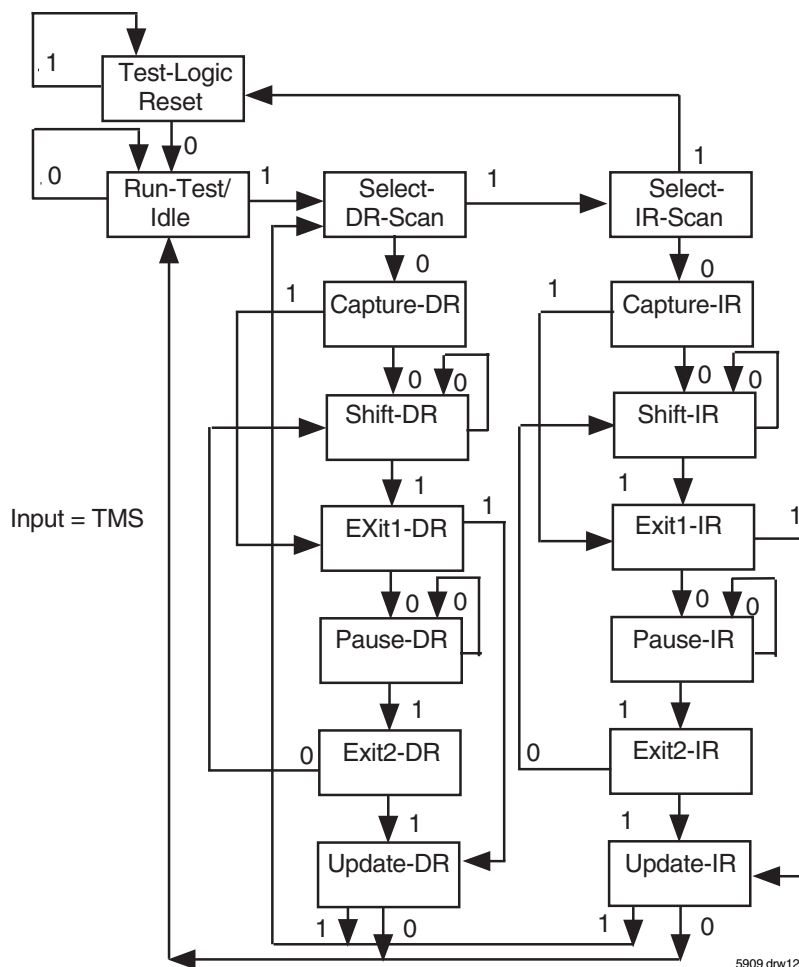 1
Test-Logic
Reset
0
0
Run-Test/
Idle
1
Select-
DR-Scan
1
Select-
IR-Scan
1
0
0
1
Capture-DR
1
Capture-IR
0
0
0
0
Shift-DR
Shift-IR
1
1
Input = TMS
EXit1-DR
1
Exit1-IR
1
0
0
0
0
Pause-DR
Pause-IR
1
1
0
Exit2-DR
0
Exit2-IR
1
1
Update-DR
Update-IR
1
0
1
0
5909 drw12